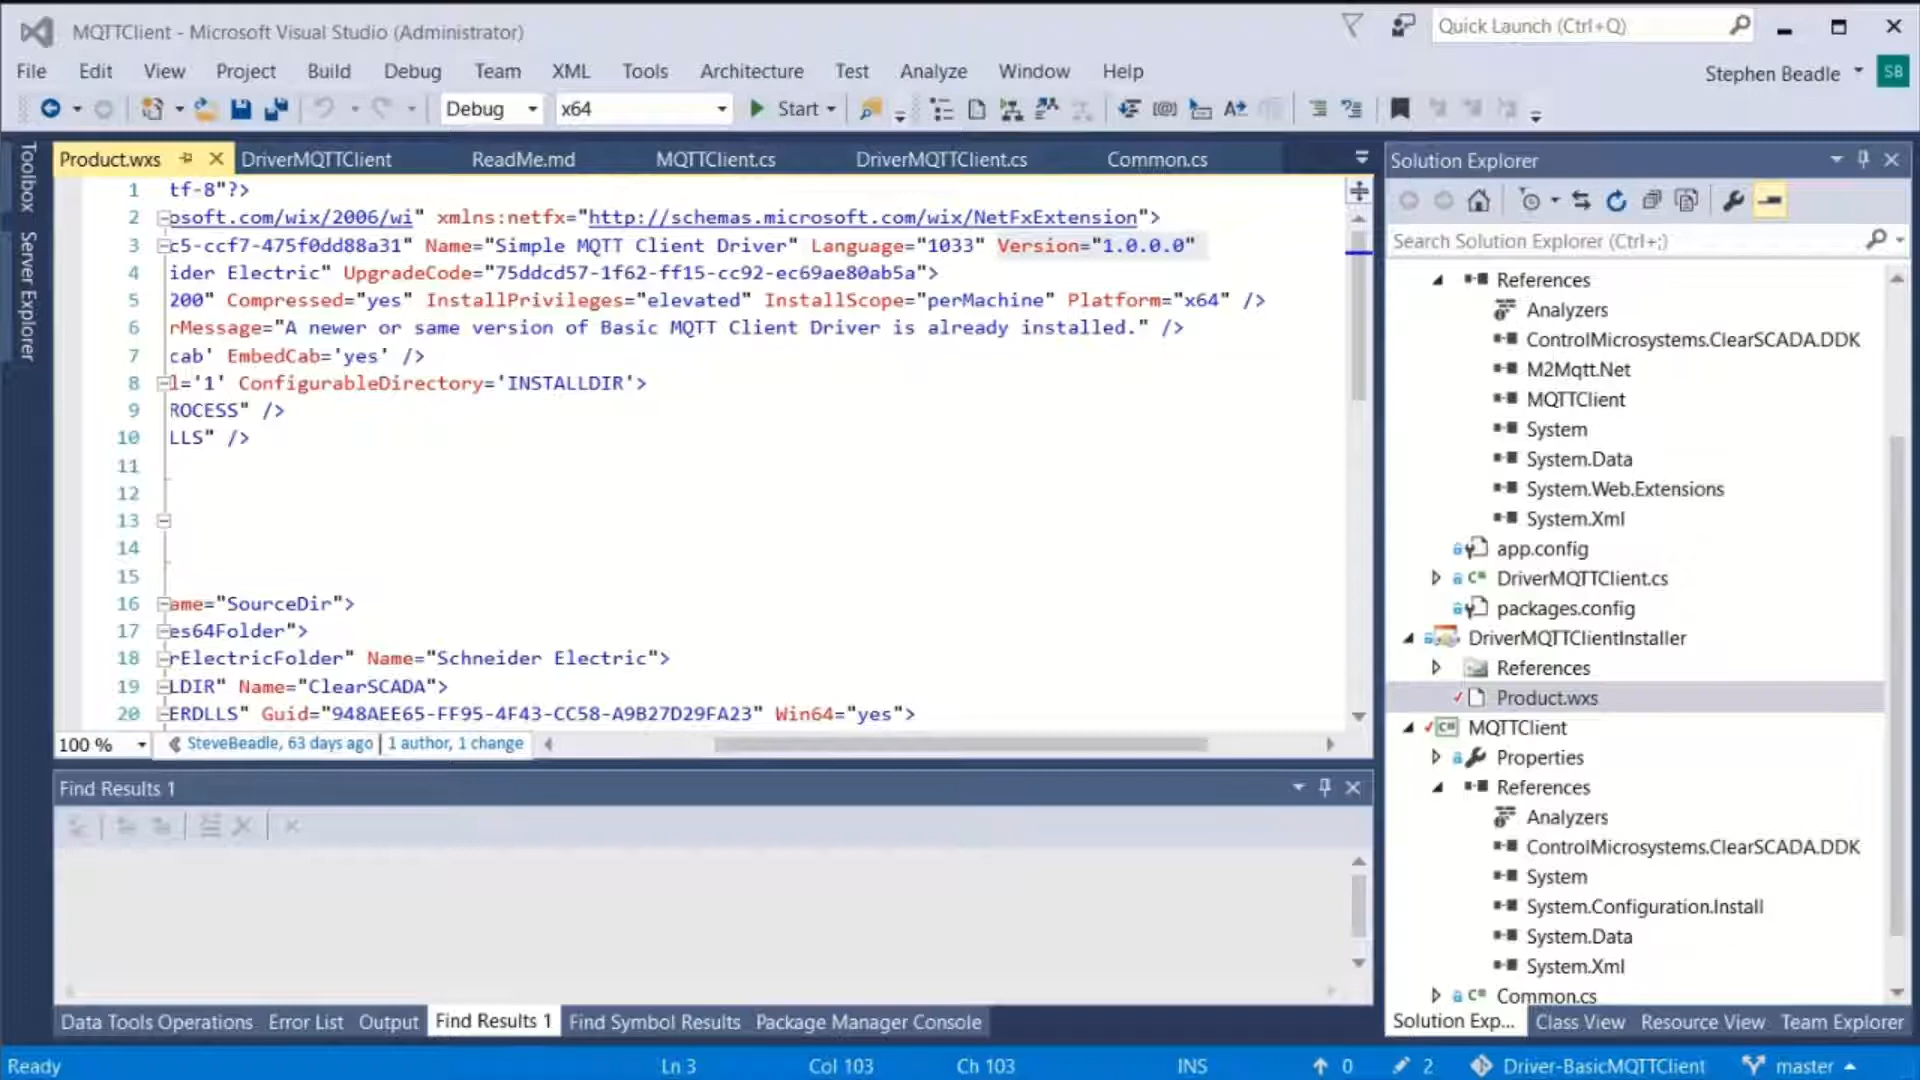 MQTTClient - Microsoft Visual Studio (Administrator)
Quick Launch (Ctrl+Q)
File Edit View Project Build Debug Team XML Tools Architecture Test Analyze Window Help
Stephen Beadle SB
Debug x64 Start
Toolbox
Server Explorer
Product.wxs DriverMQTTClient ReadMe.md MQTTClient.cs DriverMQTTClient.cs Common.cs
1 tf-8"?>
2 osoft.com/wix/2006/wi" xmlns:netfx="http://schemas.microsoft.com/wix/NetFxExtension">
3 c5-ccf7-475f0dd88a31" Name="Simple MQTT Client Driver" Language="1033" Version="1.0.0.0"
4 ider Electric" UpgradeCode="75ddcd57-1f62-ff15-cc92-ec69ae80ab5a">
5 200" Compressed="yes" InstallPrivileges="elevated" InstallScope="perMachine" Platform="x64" />
6 rMessage="A newer or same version of Basic MQTT Client Driver is already installed." />
7 cab' EmbedCab='yes' />
8 l='1' ConfigurableDirectory='INSTALLDIR'>
9 ROCESS" />
10 LLS" />
11
12
13
14
15
16 ame="SourceDir">
17 es64Folder">
18 rElectricFolder" Name="Schneider Electric">
19 LDIR" Name="ClearSCADA">
20 ERDLLS" Guid="948AEE65-FF95-4F43-CC58-A9B27D29FA23" Win64="yes">
100 % SteveBeadle, 63 days ago | 1 author, 1 change
Find Results 1
Data Tools Operations Error List Output Find Results 1 Find Symbol Results Package Manager Console
Solution Explorer
Search Solution Explorer (Ctrl+;)
References
Analyzers
ControlMicrosystems.ClearSCADA.DDK
M2Mqtt.Net
MQTTClient
System
System.Data
System.Web.Extensions
System.Xml
app.config
C# DriverMQTTClient.cs
packages.config
DriverMQTTClientInstaller
References
Product.wxs
C# MQTTClient
Properties
References
Analyzers
ControlMicrosystems.ClearSCADA.DDK
System
System.Configuration.Install
System.Data
System.Xml
C# Common.cs
Solution Exp... Class View Resource View Team Explorer
Ready Ln 3 Col 103 Ch 103 INS 0 2 Driver-BasicMQTTClient master